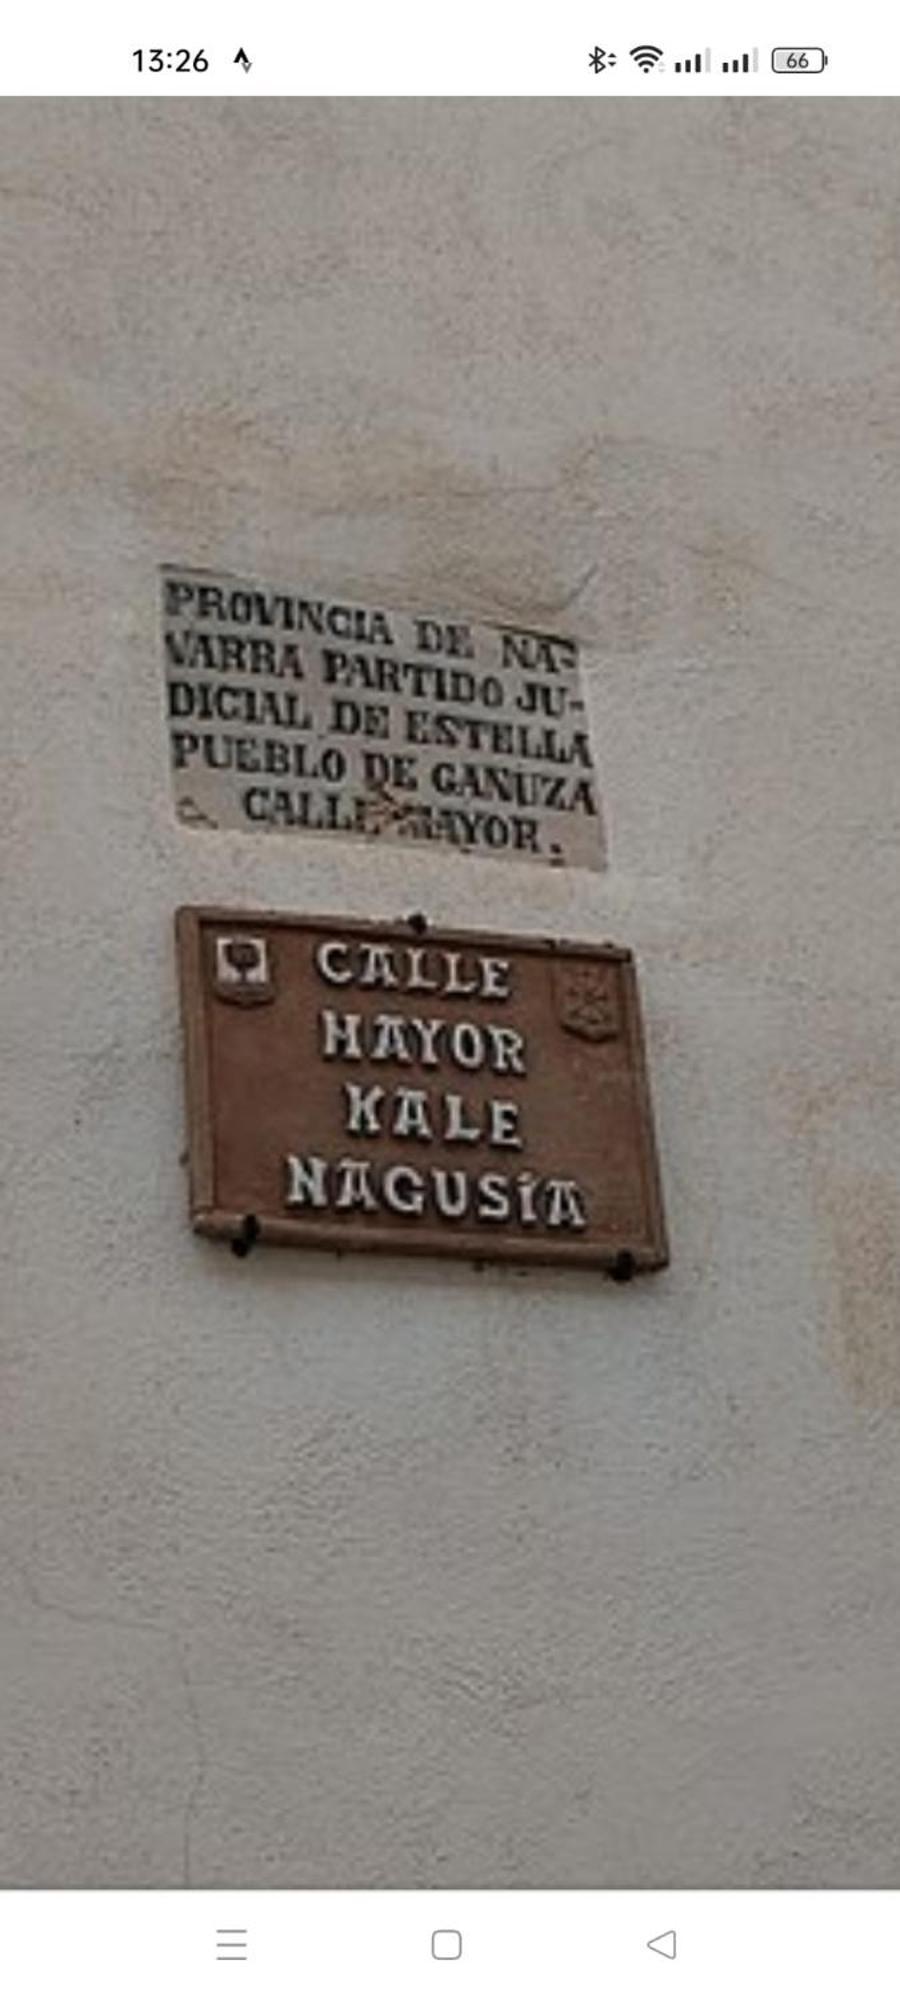 13:26
66
PROVINCIA DE NA-
VARRA PARTIDO JU-
DICIAL DE ESTELLA
PUEBLO DE GANUZA
CALLE MAYOR.
CALLE
MAYOR
KALE
NAGUSÍA